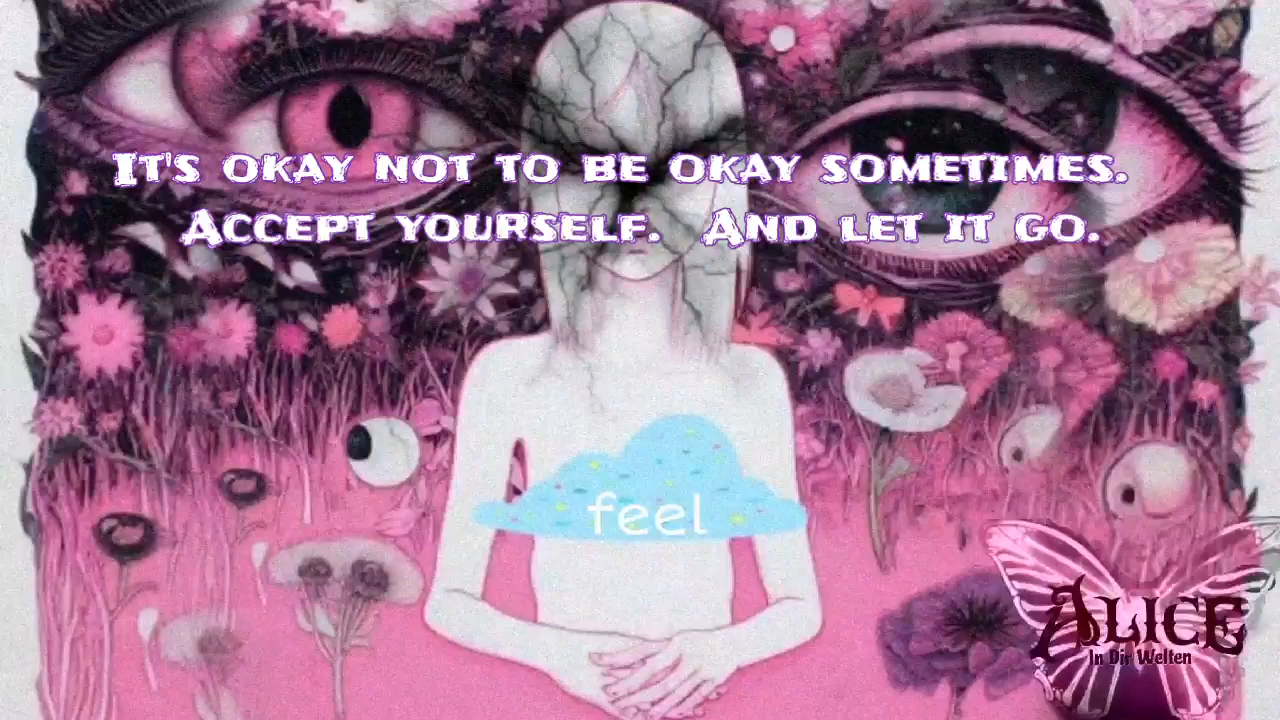 It's okay not to be okay sometimes.
Accept yourself.  And let it go.
feel
Alice
In Dir Welten